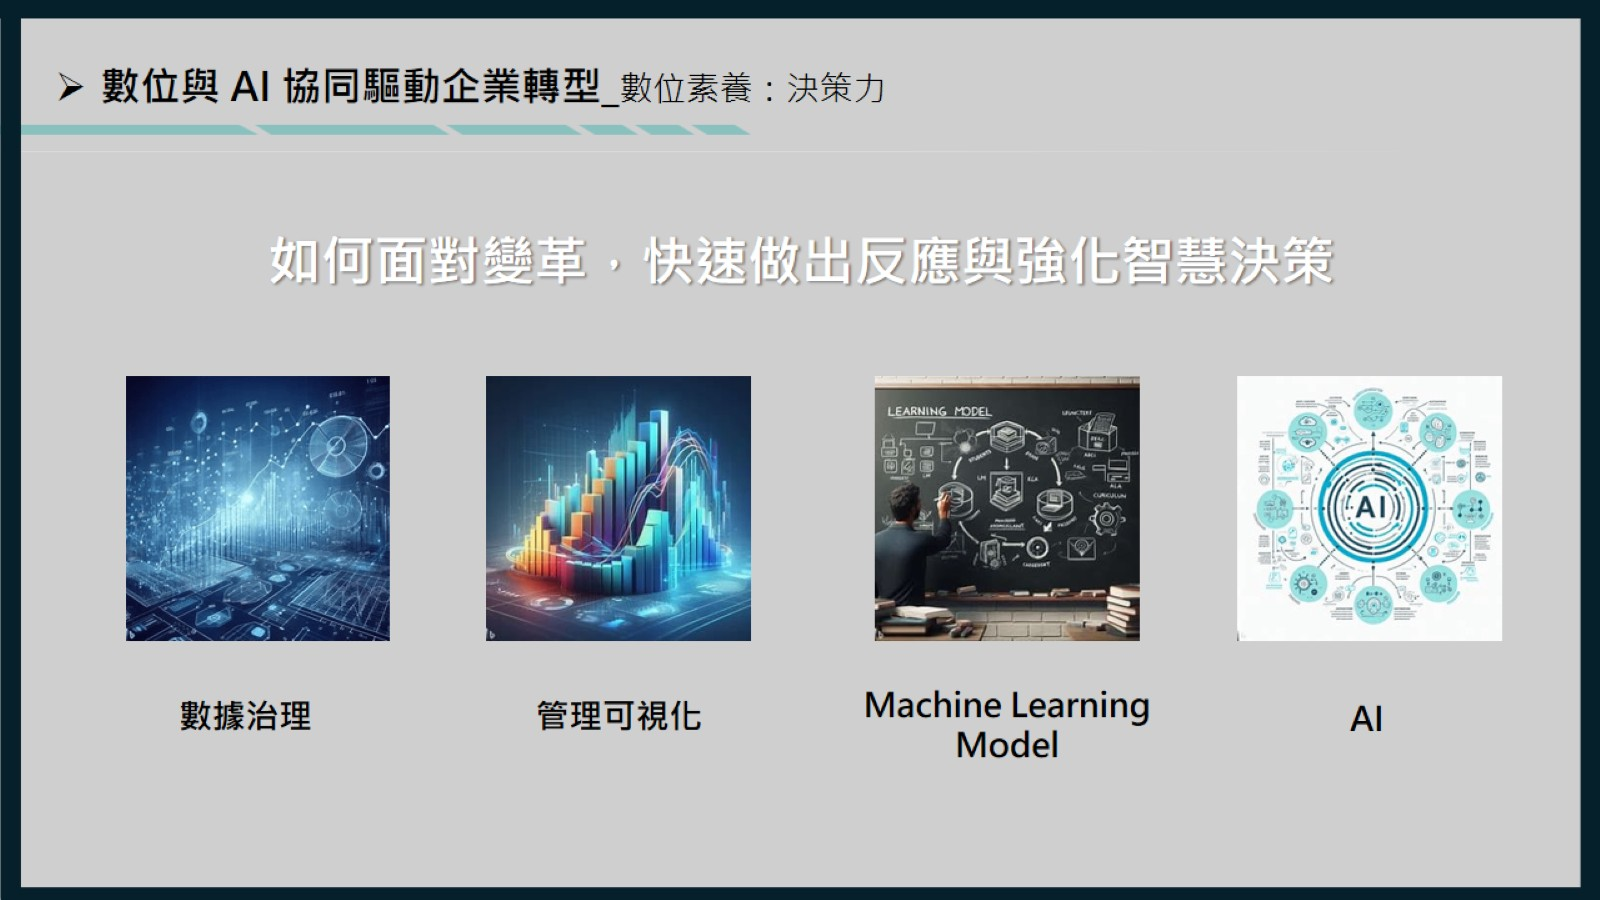 ➢ 數位與 AI 協同驅動企業轉型_數位素養：決策力
如何面對變革，快速做出反應與強化智慧決策
LEARNING MODEL
AI
數據治理
管理可視化
Machine Learning
Model
AI